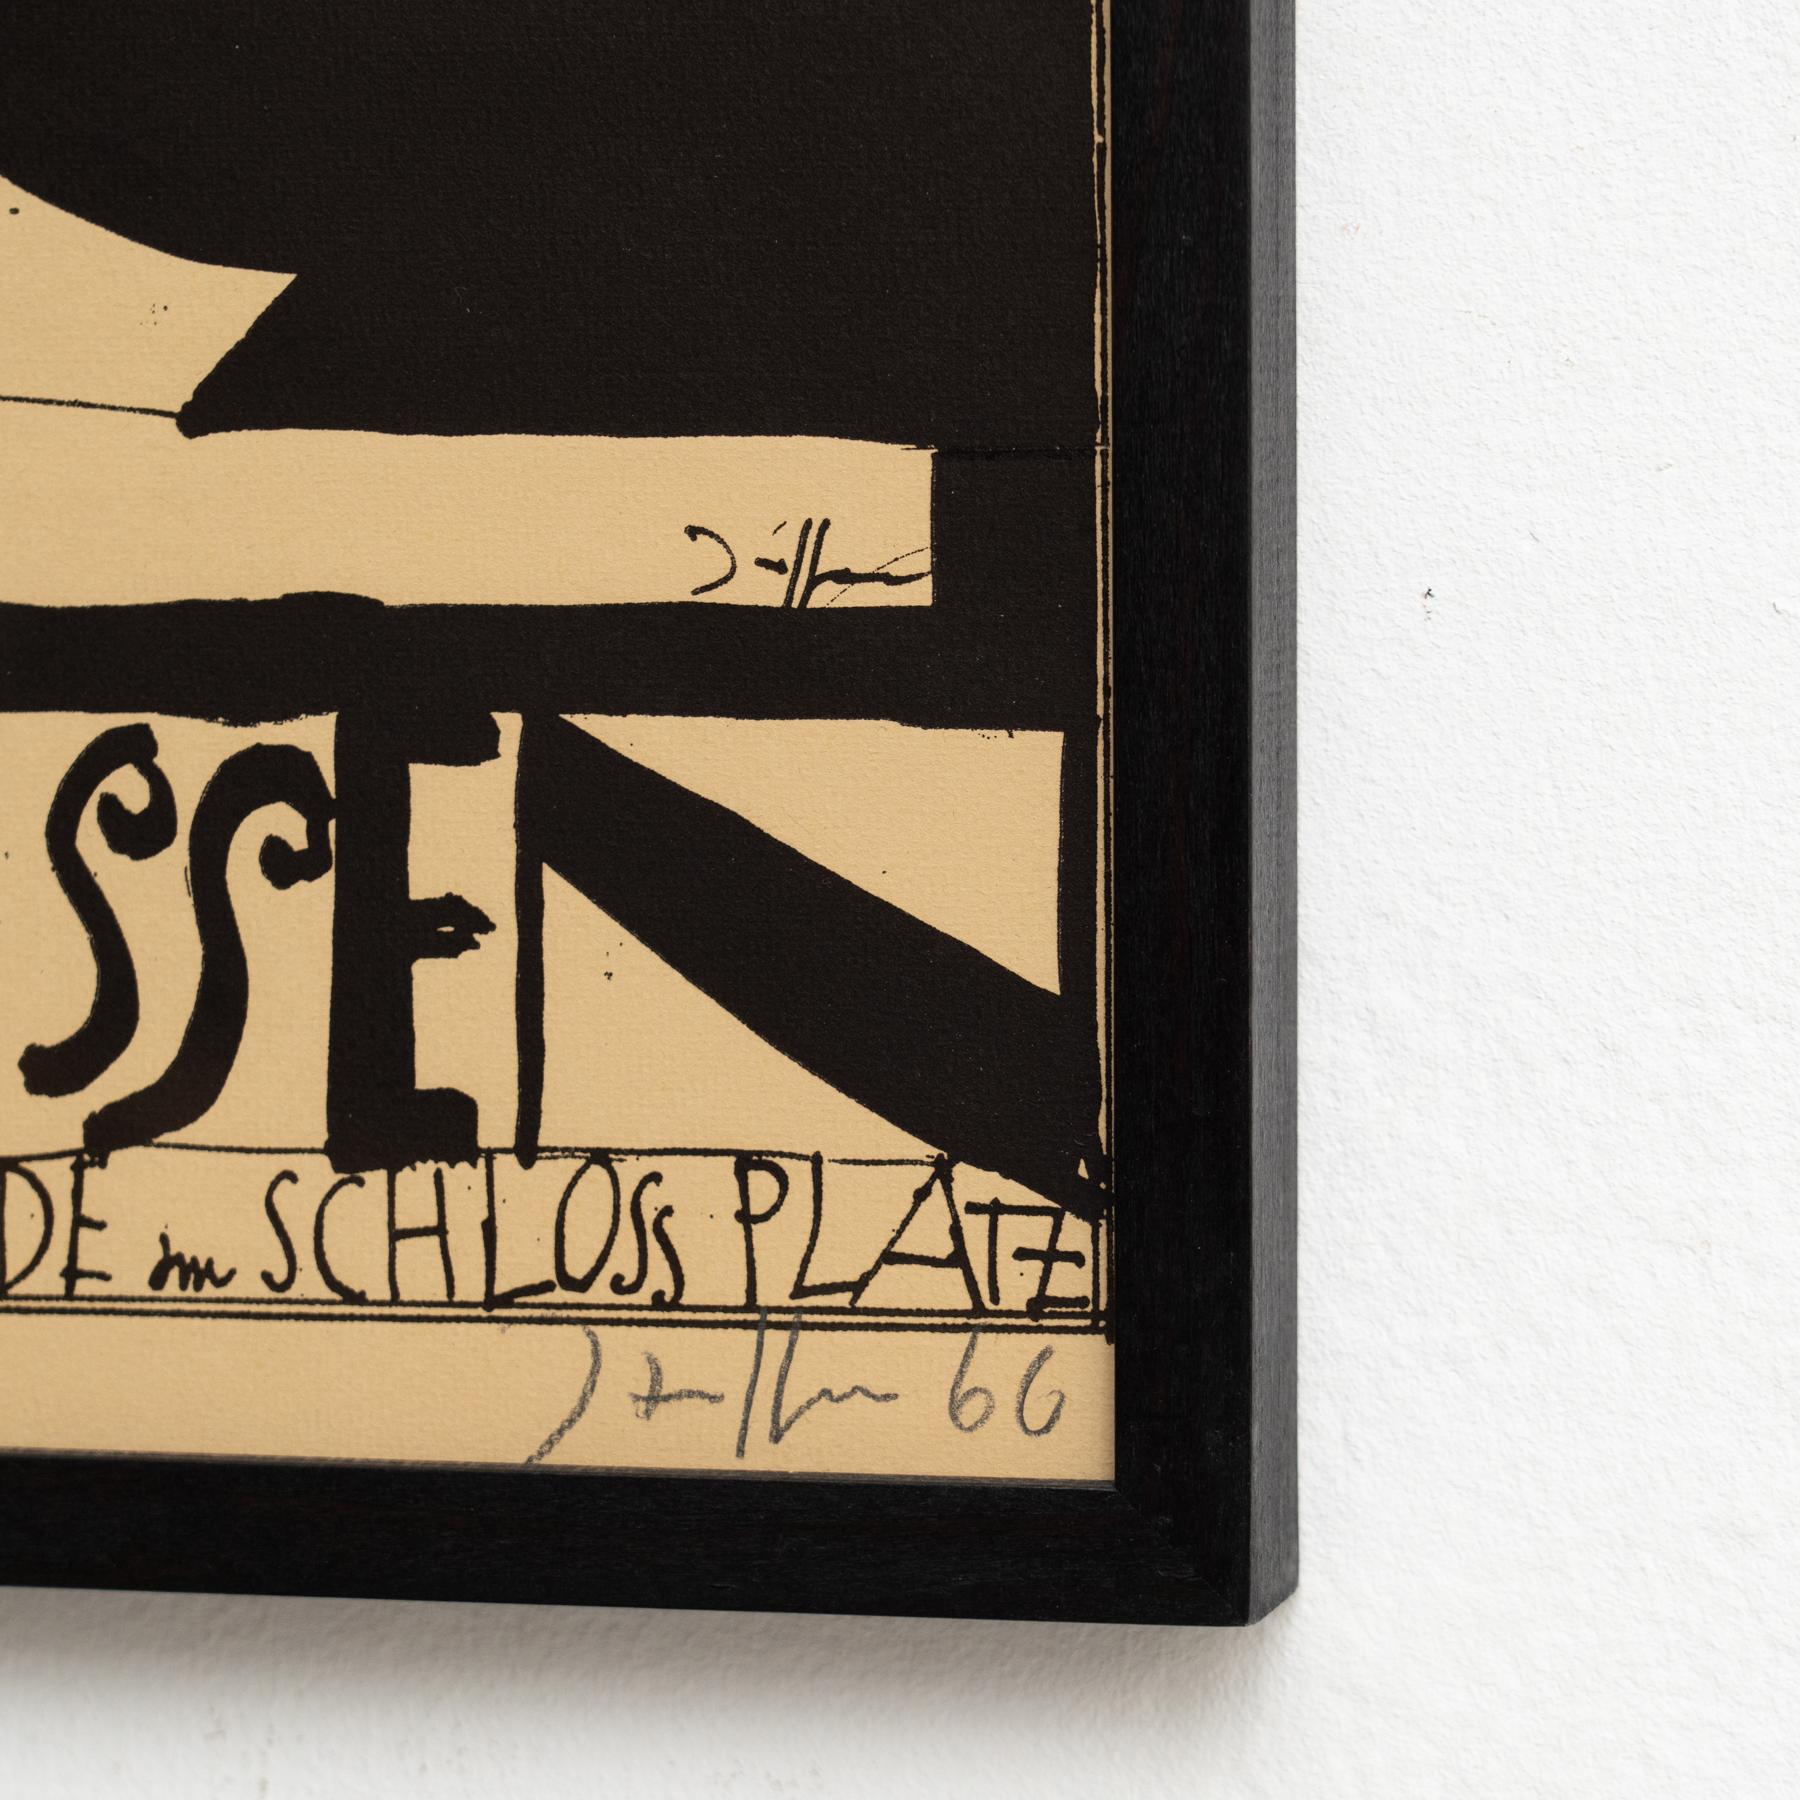 SSEN
DE im SCHLOSS PLATZ
66